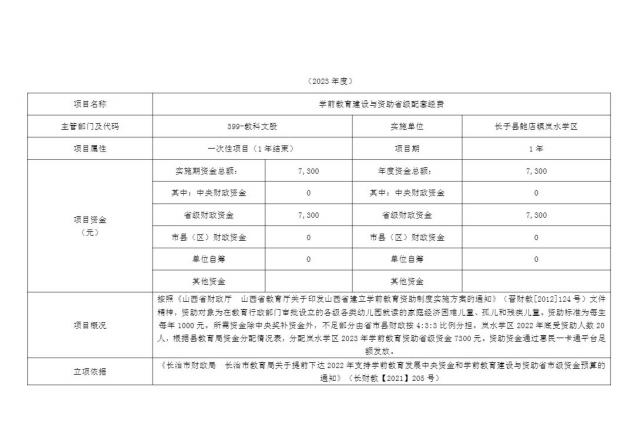 （2023 年度）
项目名称 学前教育建设与资助省级配套经费
主管部门及代码 399-教科文股 实施单位 长子县鲍店镇岚水学区
项目属性 一次性项目（1 年结束） 项目期 1 年
项目资金
（元）
实施期资金总额： 7,300 年度资金总额： 7,300
其中：中央财政资金 0 其中：中央财政资金 0
省级财政资金 7,300 省级财政资金 7,300
市县（区）财政资金 0 市县（区）财政资金 0
单位自筹 0 单位自筹 0
其他资金 其他资金
项目概况
按照《山西省财政厅 山西省教育厅关于印发山西省建立学前教育资助制度实施方案的通知》（晋财教[2012]124 号）文件
精神，资助对象为在教育行政部门审批设立的各级各类幼儿园就读的家庭经济困难儿童、孤儿和残疾儿童。资助标准为每生
每年 1000 元。所需资金除中央奖补资金外，不足部分由省市县财政按 4:3:3 比例分担。岚水学区 2022 年底受资助人数 20
人，根据县教育局资金分配情况表，分配岚水学区 2023 年学前教育资助省级资金 7300 元。资助资金通过惠民一卡通平台足
额发放。
立项依据
《长治市财政局 长治市教育局关于提前下达 2022 年支持学前教育发展中央资金和学前教育建设与资助省市级资金预算的
通知》（长财教【2021】205 号）